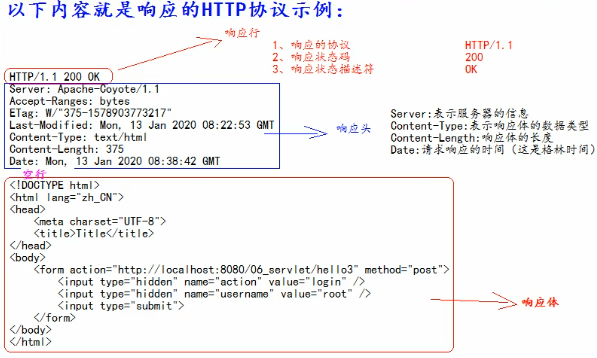 以下内容就是响应的HTTP协议示例：
响应行
1、响应的协议 HTTP/1.1
2、响应状态码 200
3、响应状态描述符 OK
HTTP/1.1 200 OK
Server: Apache-Coyote/1.1
Accept-Ranges: bytes
ETag: W/"375-1578903773217"
Last-Modified: Mon, 13 Jan 2020 08:22:53 GMT
Content-Type: text/html
Content-Length: 375
Date: Mon, 13 Jan 2020 08:38:42 GMT
响应头
Server:表示服务器的信息
Content-Type:表示响应体的数据类型
Content-Length:响应体的长度
Date:请求响应的时间（这是格林时间）
空行
<!DOCTYPE html>
<html lang="zh_CN">
<head>
<meta charset="UTF-8">
<title>Title</title>
</head>
<body>
<form action="http://localhost:8080/06_servlet/hello3" method="post">
<input type="hidden" name="action" value="login" />
<input type="hidden" name="username" value="root" />
<input type="submit">
</form>
</body>
</html>
响应体